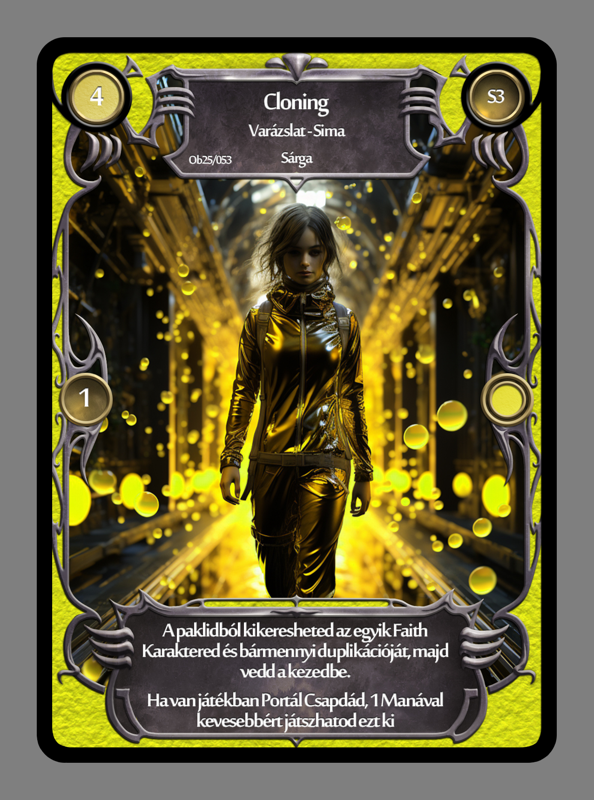 4
Cloning
S3
Varázslat - Sima
Ob25/053
Sárga
1
A paklidból kikeresheted az egyik Faith
Karaktered és bármennyi duplikációját, majd
vedd a kezedbe.
Ha van játékban Portál Csapdád, 1 Manával
kevesebbért játszhatod ezt ki